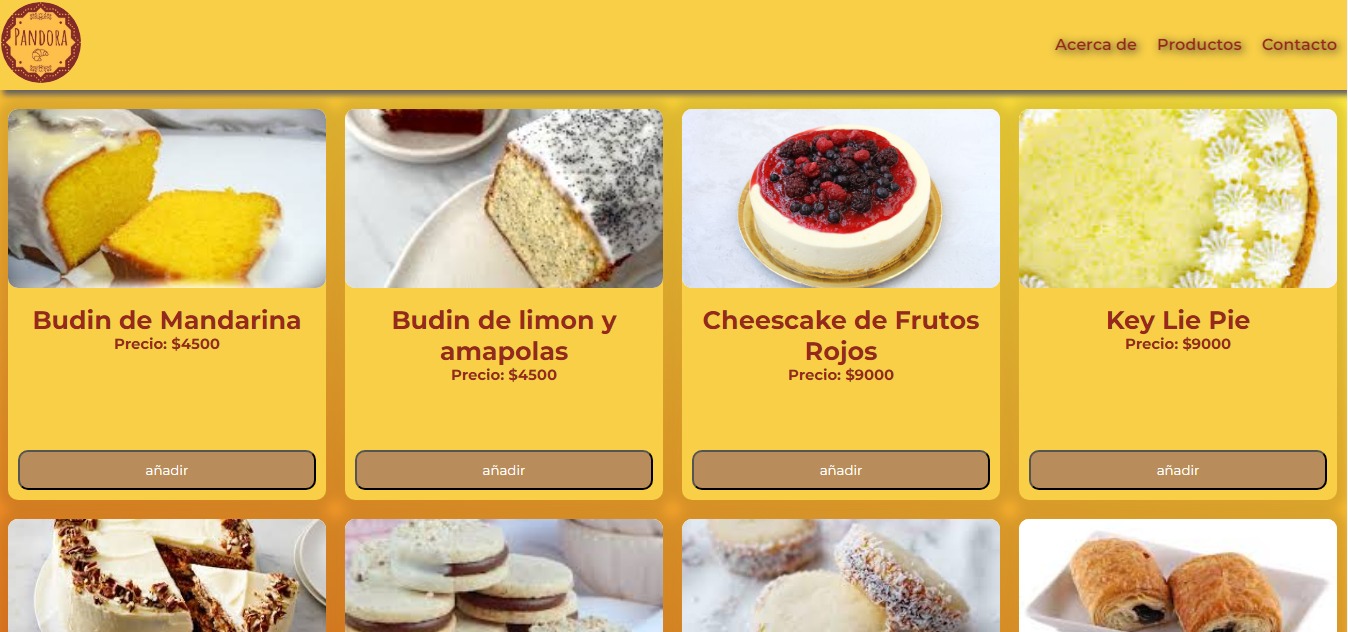 PANDORA
Acerca de Productos Contacto
Budin de Mandarina
Precio: $4500
añadir
Budin de limon y
amapolas
Precio: $4500
añadir
Cheescake de Frutos
Rojos
Precio: $9000
añadir
Key Lie Pie
Precio: $9000
añadir